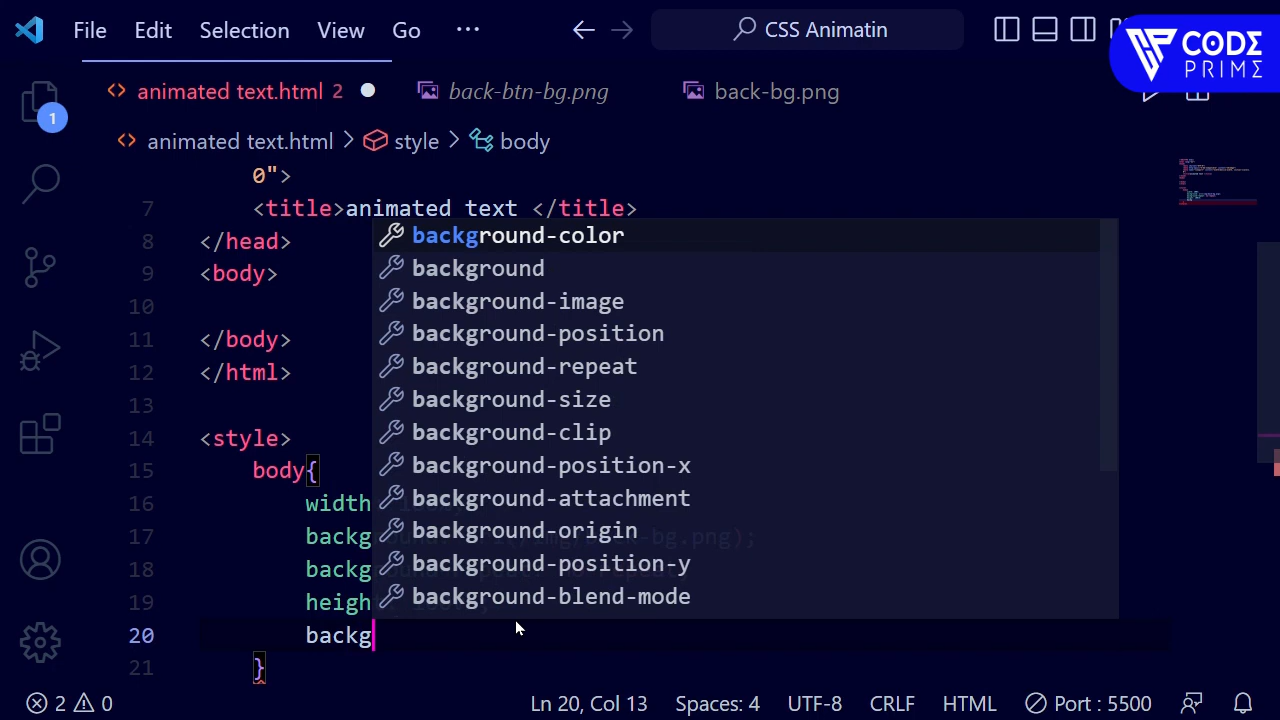 File Edit Selection View Go ... CSS Animatin
CODE
PRIME
animated text.html 2 back-btn-bg.png back-bg.png
1
animated text.html > style > body
0">
7 <title>animated text </title>
8 </head>
9 <body>
10
11 </body>
12 </html>
13
14 <style>
15 body{
16 width
17 backg -bg.png);
18 backg
19 height
20 backg
21 }
background-color
background
background-image
background-position
background-repeat
background-size
background-clip
background-position-x
background-attachment
background-origin
background-position-y
background-blend-mode
2 0 Ln 20, Col 13 Spaces: 4 UTF-8 CRLF HTML Port : 5500